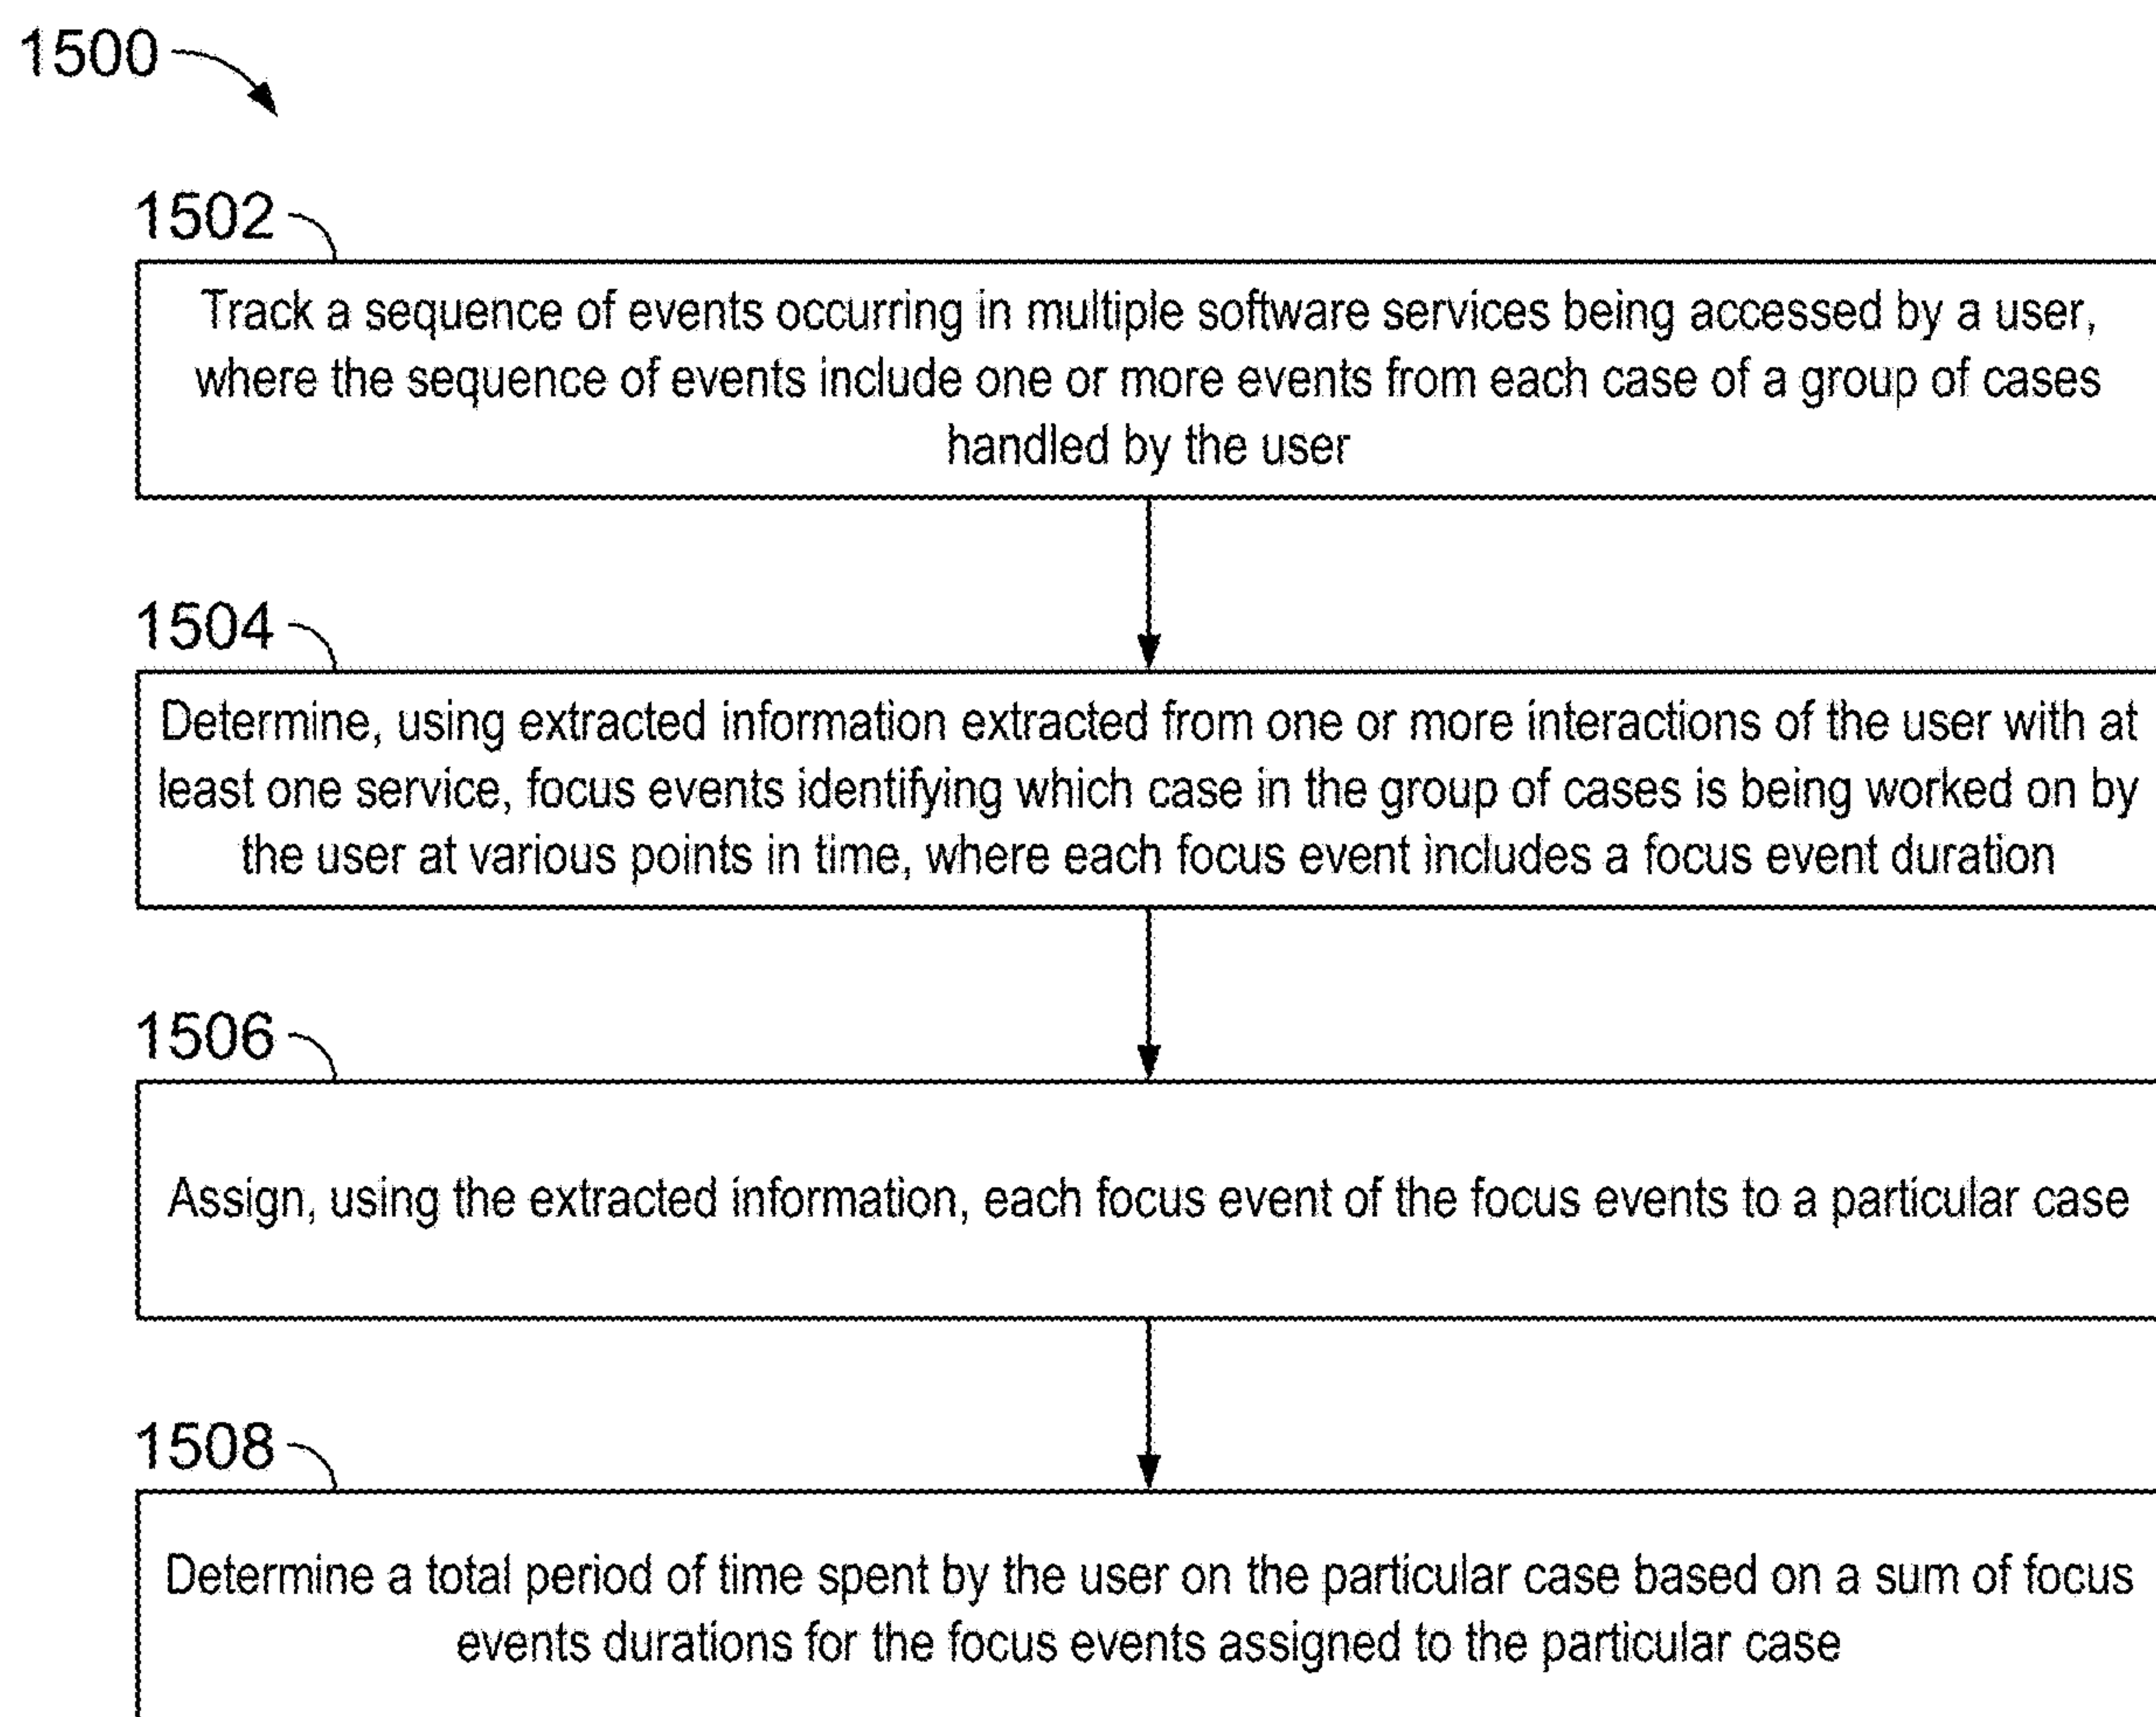 1500
1502
Track a sequence of events occurring in multiple software services being accessed by a user,
where the sequence of events include one or more events from each case of a group of cases
handled by the user
1504
Determine, using extracted information extracted from one or more interactions of the user with at
least one service, focus events identifying which case in the group of cases is being worked on by
the user at various points in time, where each focus event includes a focus event duration
1506
Assign, using the extracted information, each focus event of the focus events to a particular case
1508
Determine a total period of time spent by the user on the particular case based on a sum of focus
events durations for the focus events assigned to the particular case